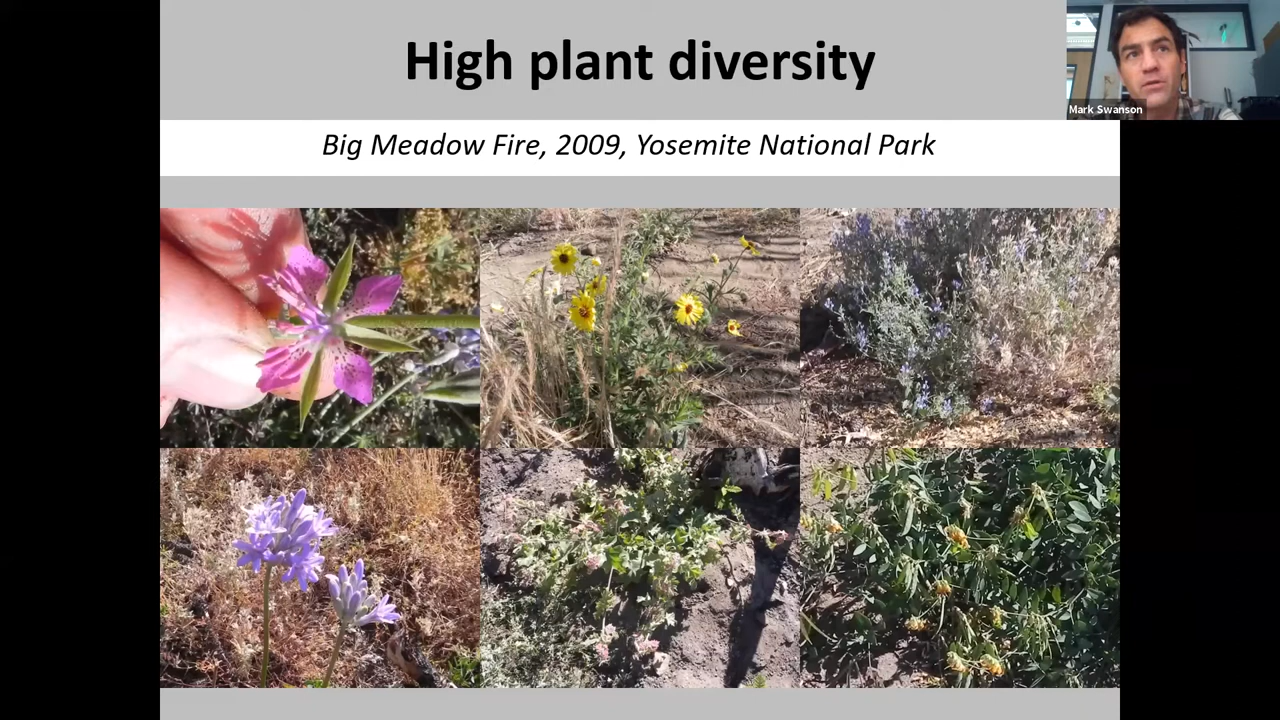 High plant diversity
Mark Swanson
Big Meadow Fire, 2009, Yosemite National Park